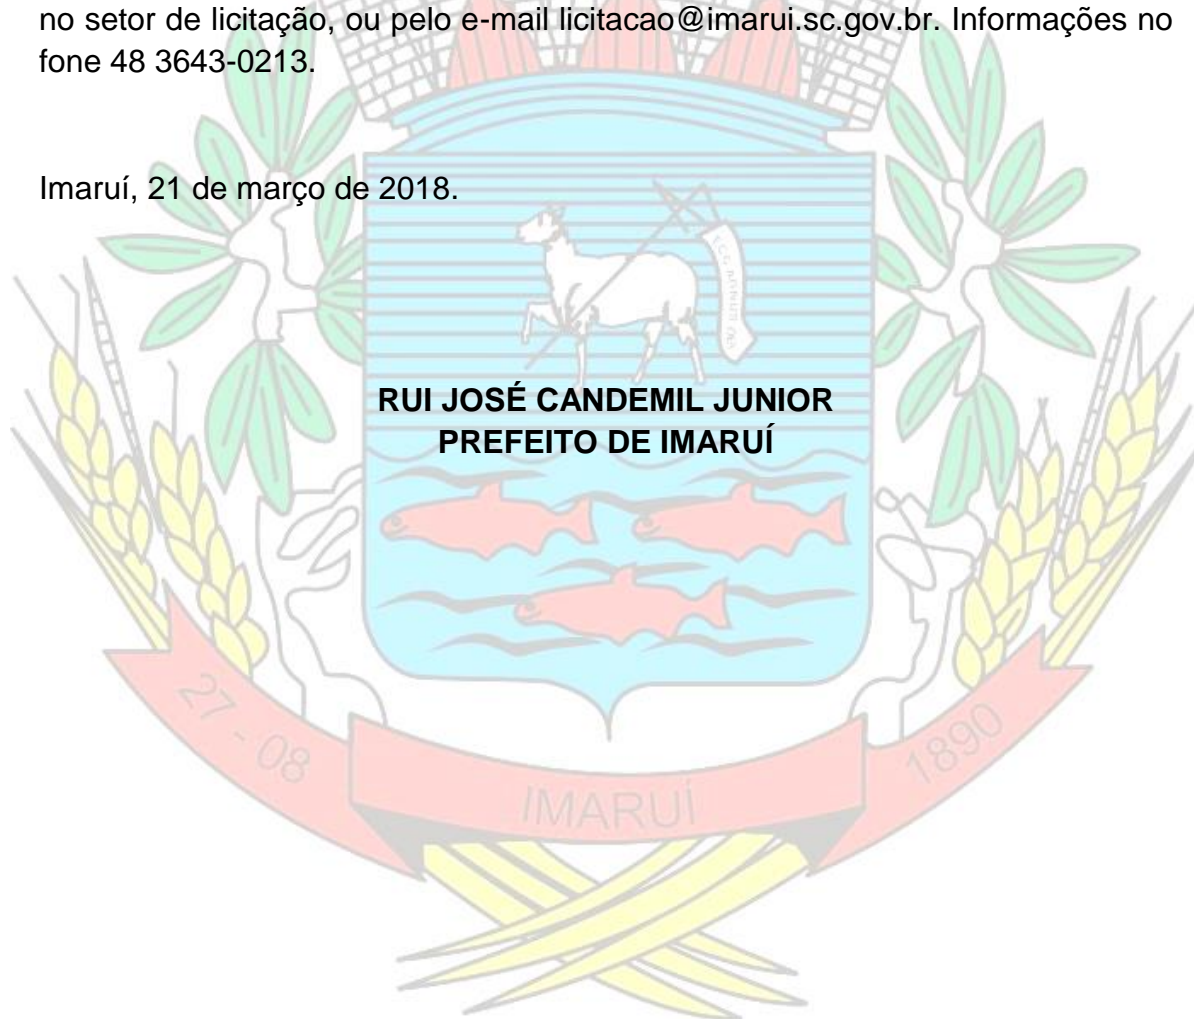 no setor de licitação, ou pelo e-mail licitacao@imarui.sc.gov.br. Informações no
fone 48 3643-0213.
Imaruí, 21 de março de 2018.
RUI JOSÉ CANDEMIL JUNIOR
PREFEITO DE IMARUÍ
27 - 08
IMARUÍ
1890